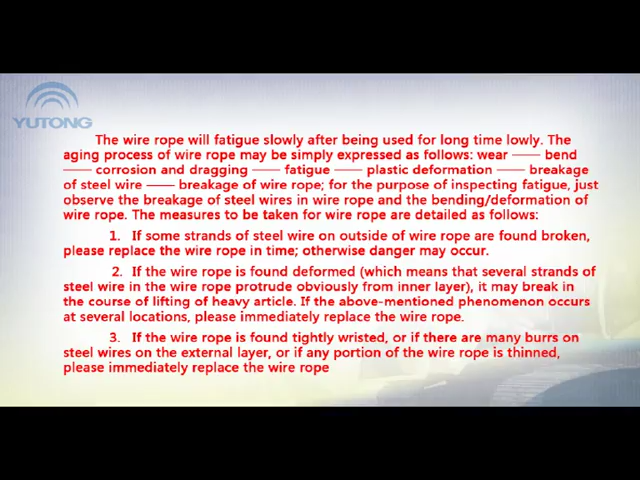 YUTONG
The wire rope will fatigue slowly after being used for long time lowly. The
aging process of wire rope may be simply expressed as follows: wear —— bend
—— corrosion and dragging —— fatigue —— plastic deformation —— breakage
of steel wire —— breakage of wire rope; for the purpose of inspecting fatigue, just
observe the breakage of steel wires in wire rope and the bending/deformation of
wire rope. The measures to be taken for wire rope are detailed as follows:
1. If some strands of steel wire on outside of wire rope are found broken,
please replace the wire rope in time; otherwise danger may occur.
2. If the wire rope is found deformed (which means that several strands of
steel wire in the wire rope protrude obviously from inner layer), it may break in
the course of lifting of heavy article. If the above-mentioned phenomenon occurs
at several locations, please immediately replace the wire rope.
3. If the wire rope is found tightly wristed, or if there are many burrs on
steel wires on the external layer, or if any portion of the wire rope is thinned,
please immediately replace the wire rope